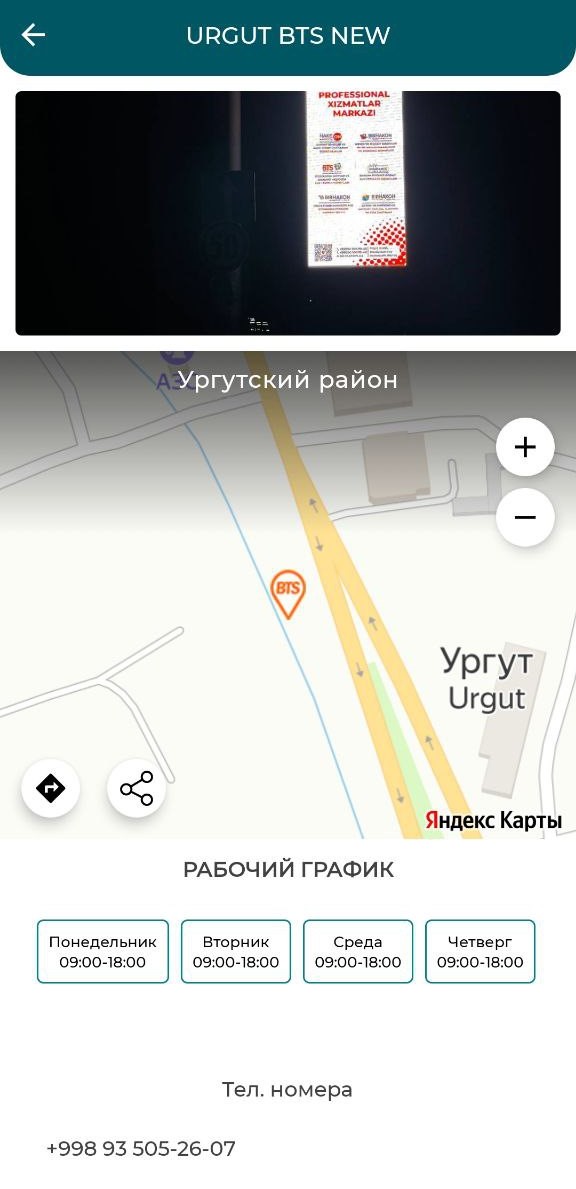 URGUT BTS NEW
PROFESSIONAL
XIZMATLAR
MARKAZI
BTS
Ургутский район
BTS
Ургут
Urgut
Яндекс Карты
РАБОЧИЙ ГРАФИК
Понедельник
09:00-18:00
Вторник
09:00-18:00
Среда
09:00-18:00
Четверг
09:00-18:00
Тел. номера
+998 93 505-26-07